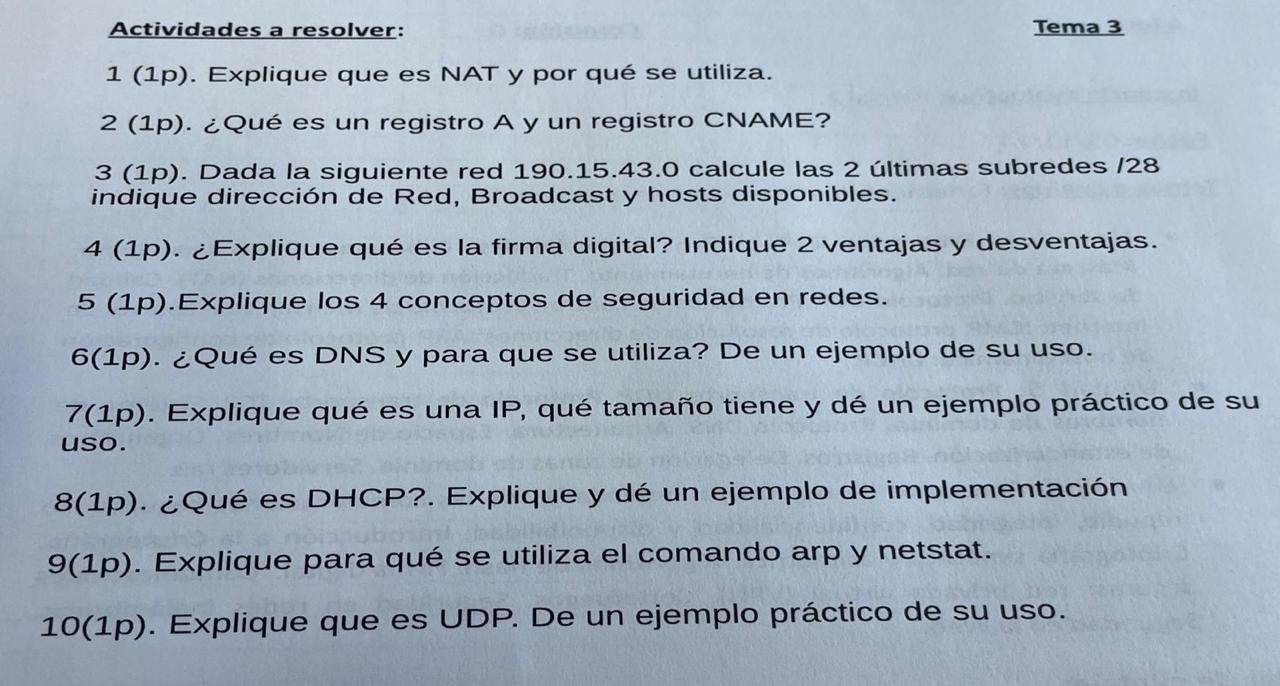 Actividades a resolver: Tema 3
1 (1p). Explique que es NAT y por qué se utiliza.
2 (1p). ¿Qué es un registro A y un registro CNAME?
3 (1p). Dada la siguiente red 190.15.43.0 calcule las 2 últimas subredes /28
indique dirección de Red, Broadcast y hosts disponibles.
4 (1p). ¿Explique qué es la firma digital? Indique 2 ventajas y desventajas.
5 (1p).Explique los 4 conceptos de seguridad en redes.
6(1p). ¿Qué es DNS y para que se utiliza? De un ejemplo de su uso.
7(1p). Explique qué es una IP, qué tamaño tiene y dé un ejemplo práctico de su
uso.
8(1p). ¿Qué es DHCP?. Explique y dé un ejemplo de implementación
9(1p). Explique para qué se utiliza el comando arp y netstat.
10(1p). Explique que es UDP. De un ejemplo práctico de su uso.